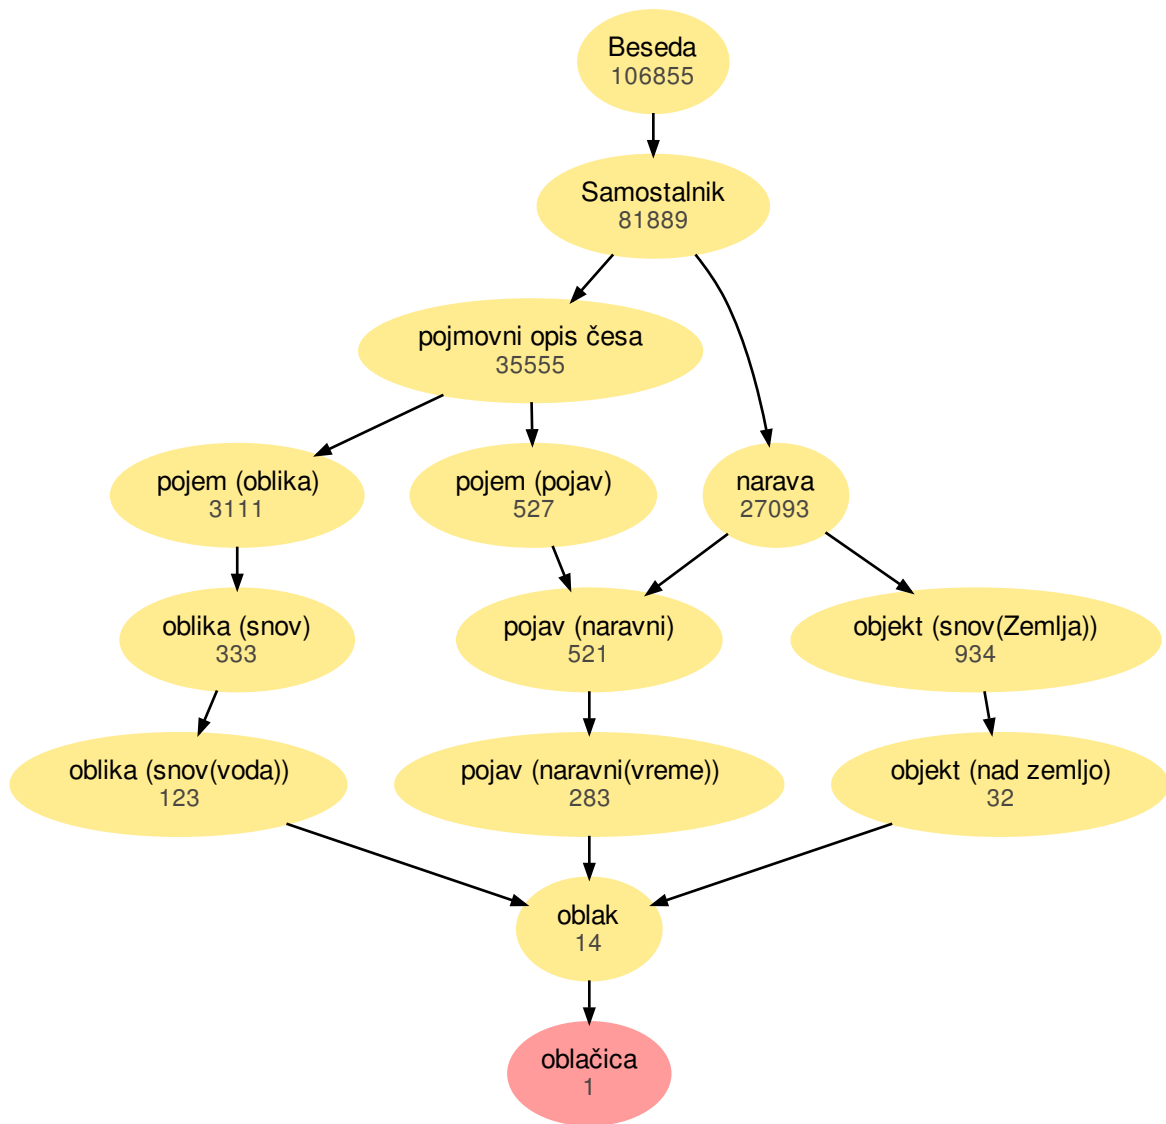 Beseda
106855
Samostalnik
81889
pojmovni opis česa
35555
pojem (oblika)
3111
pojem (pojav)
527
narava
27093
oblika (snov)
333
pojav (naravni)
521
objekt (snov(Zemlja))
934
oblika (snov(voda))
123
pojav (naravni(vreme))
283
objekt (nad zemljo)
32
oblak
14
oblačica
1